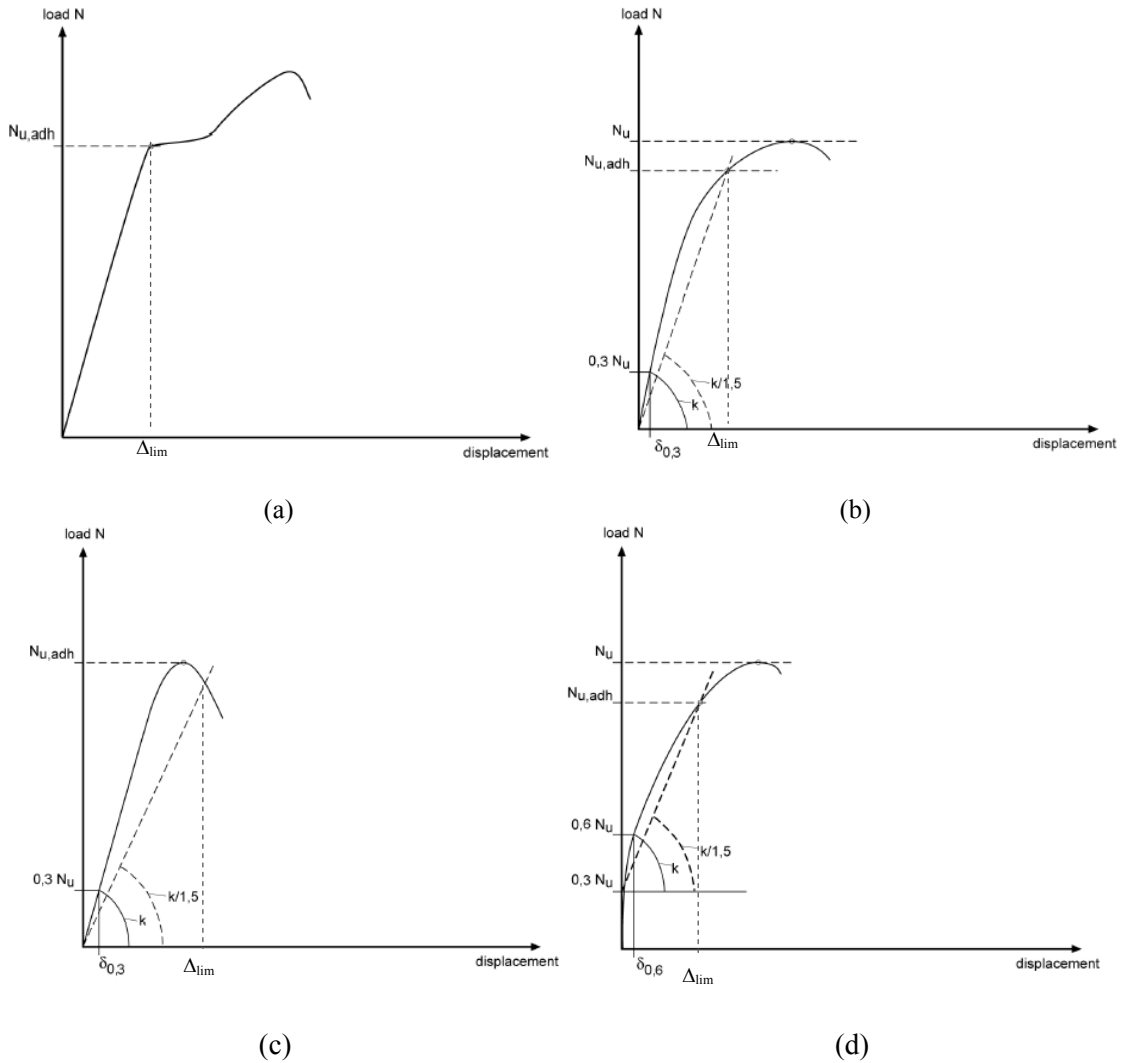 load N
N_u,adh
Δ_lim
displacement
(a)
load N
N_u
N_u,adh
0,3 N_u
k/1,5
k
δ_0,3
Δ_lim
displacement
(b)
load N
N_u,adh
0,3 N_u
k/1,5
k
δ_0,3
Δ_lim
displacement
(c)
load N
N_u
N_u,adh
0,6 N_u
k/1,5
k
0,3 N_u
δ_0,6
Δ_lim
displacement
(d)